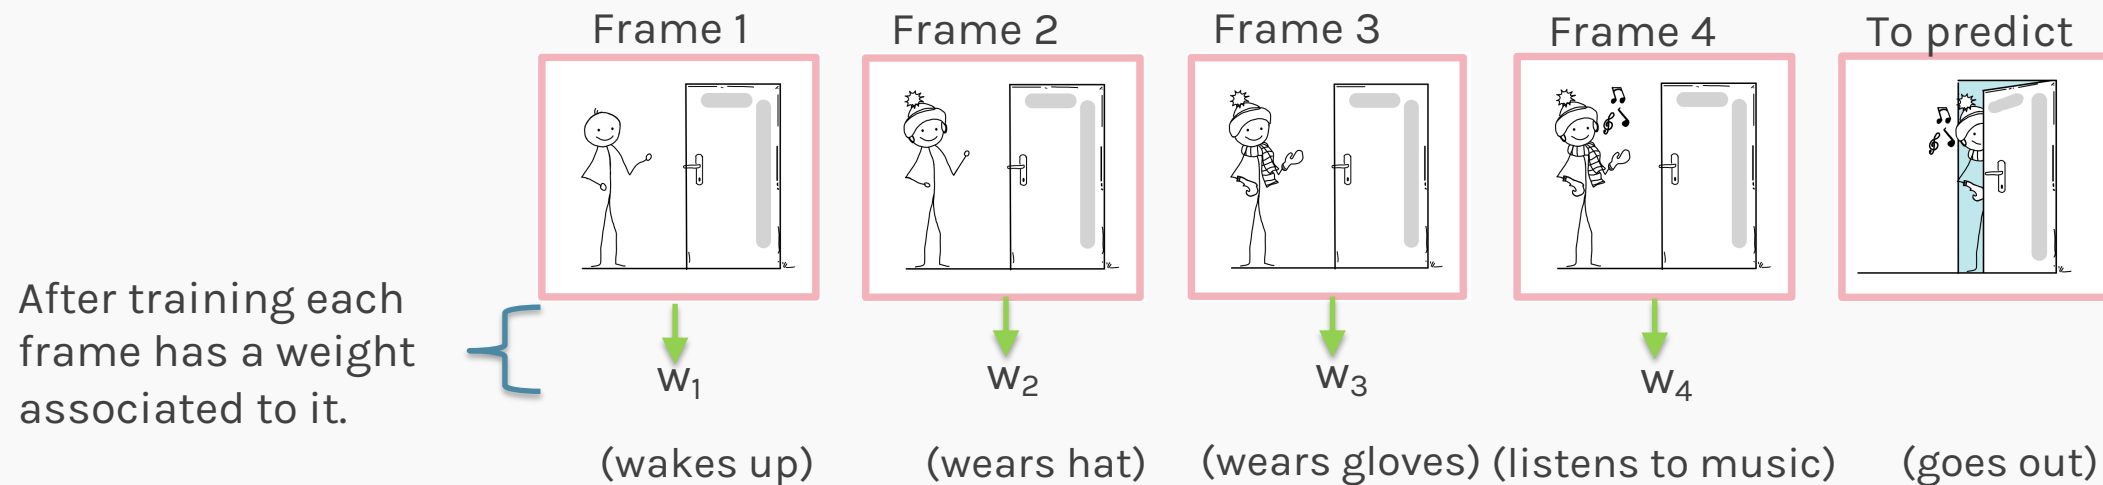 Frame 1
Frame 2
Frame 3
Frame 4
To predict
After training each
frame has a weight
associated to it.
w₁
w₂
w₃
w₄
(wakes up)
(wears hat)
(wears gloves)
(listens to music)
(goes out)